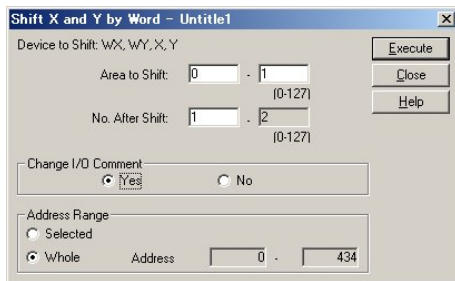 Shift X and Y by Word - Untitle1
Device to Shift: WX, WY, X, Y
Execute
Area to Shift: 0 - 1
Close
(0-127)
Help
No. After Shift: 1 - 2
(0-127)
Change I/O Comment
Yes No
Address Range
Selected
Whole Address 0 - 434